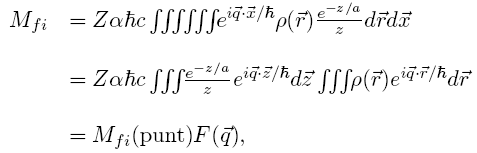 M_{fi} = Zαħc ∫∫∫∫∫∫ e^{i\vec{q}·\vec{x}/ħ} ρ(\vec{r}) \frac{e^{-z/a}}{z} d\vec{r}d\vec{x}
= Zαħc ∫∫∫ \frac{e^{-z/a}}{z} e^{i\vec{q}·\vec{z}/ħ} d\vec{z} ∫∫∫ ρ(\vec{r}) e^{i\vec{q}·\vec{r}/ħ} d\vec{r}
= M_{fi}(punt)F(\vec{q}),